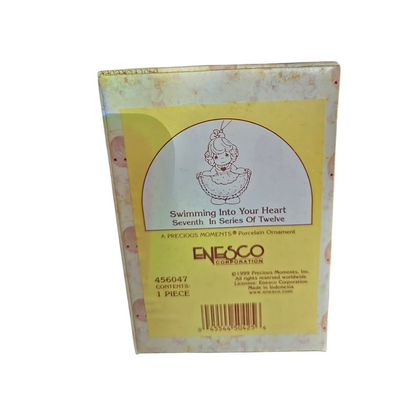 Swimming Into Your Heart
Seventh In Series Of Twelve
A PRECIOUS MOMENTS® Porcelain Ornament
ENESCO
CORPORATION
456047
CONTENTS:
1 PIECE
©1999 Precious Moments, Inc.
All rights reserved worldwide
Licensee: Enesco Corporation
Made in Indonesia
www.enesco.com